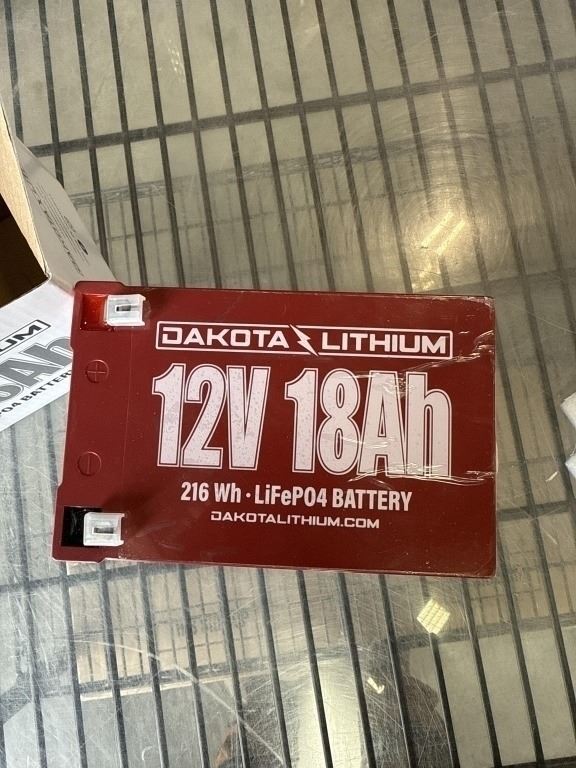 DAKOTA LITHIUM
12V 18Ah
216 Wh · LiFePO4 BATTERY
DAKOTALITHIUM.COM
+
-